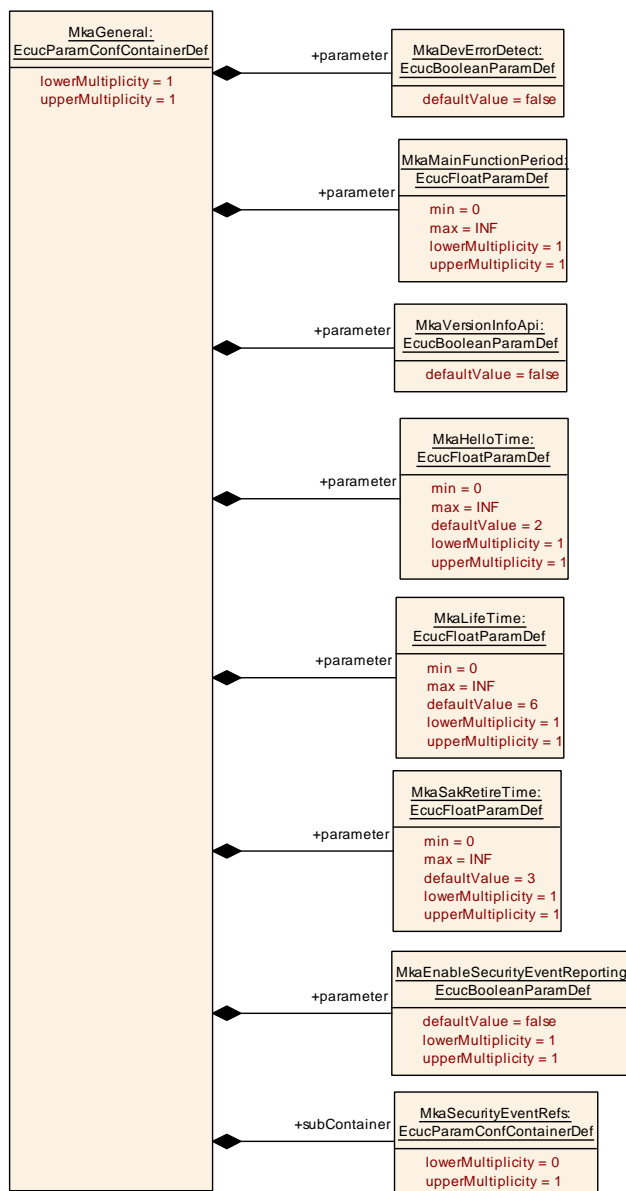 MkaGeneral:
EcucParamConfContainerDef
lowerMultiplicity = 1
upperMultiplicity = 1
+parameter
MkaDevErrorDetect:
EcucBooleanParamDef
defaultValue = false
+parameter
MkaMainFunctionPeriod:
EcucFloatParamDef
min = 0
max = INF
lowerMultiplicity = 1
upperMultiplicity = 1
+parameter
MkaVersionInfoApi:
EcucBooleanParamDef
defaultValue = false
+parameter
MkaHelloTime:
EcucFloatParamDef
min = 0
max = INF
defaultValue = 2
lowerMultiplicity = 1
upperMultiplicity = 1
+parameter
MkaLifeTime:
EcucFloatParamDef
min = 0
max = INF
defaultValue = 6
lowerMultiplicity = 1
upperMultiplicity = 1
+parameter
MkaSakRetireTime:
EcucFloatParamDef
min = 0
max = INF
defaultValue = 3
lowerMultiplicity = 1
upperMultiplicity = 1
+parameter
MkaEnableSecurityEventReporting
EcucBooleanParamDef
defaultValue = false
lowerMultiplicity = 1
upperMultiplicity = 1
+subContainer
MkaSecurityEventRefs:
EcucParamConfContainerDef
lowerMultiplicity = 0
upperMultiplicity = 1